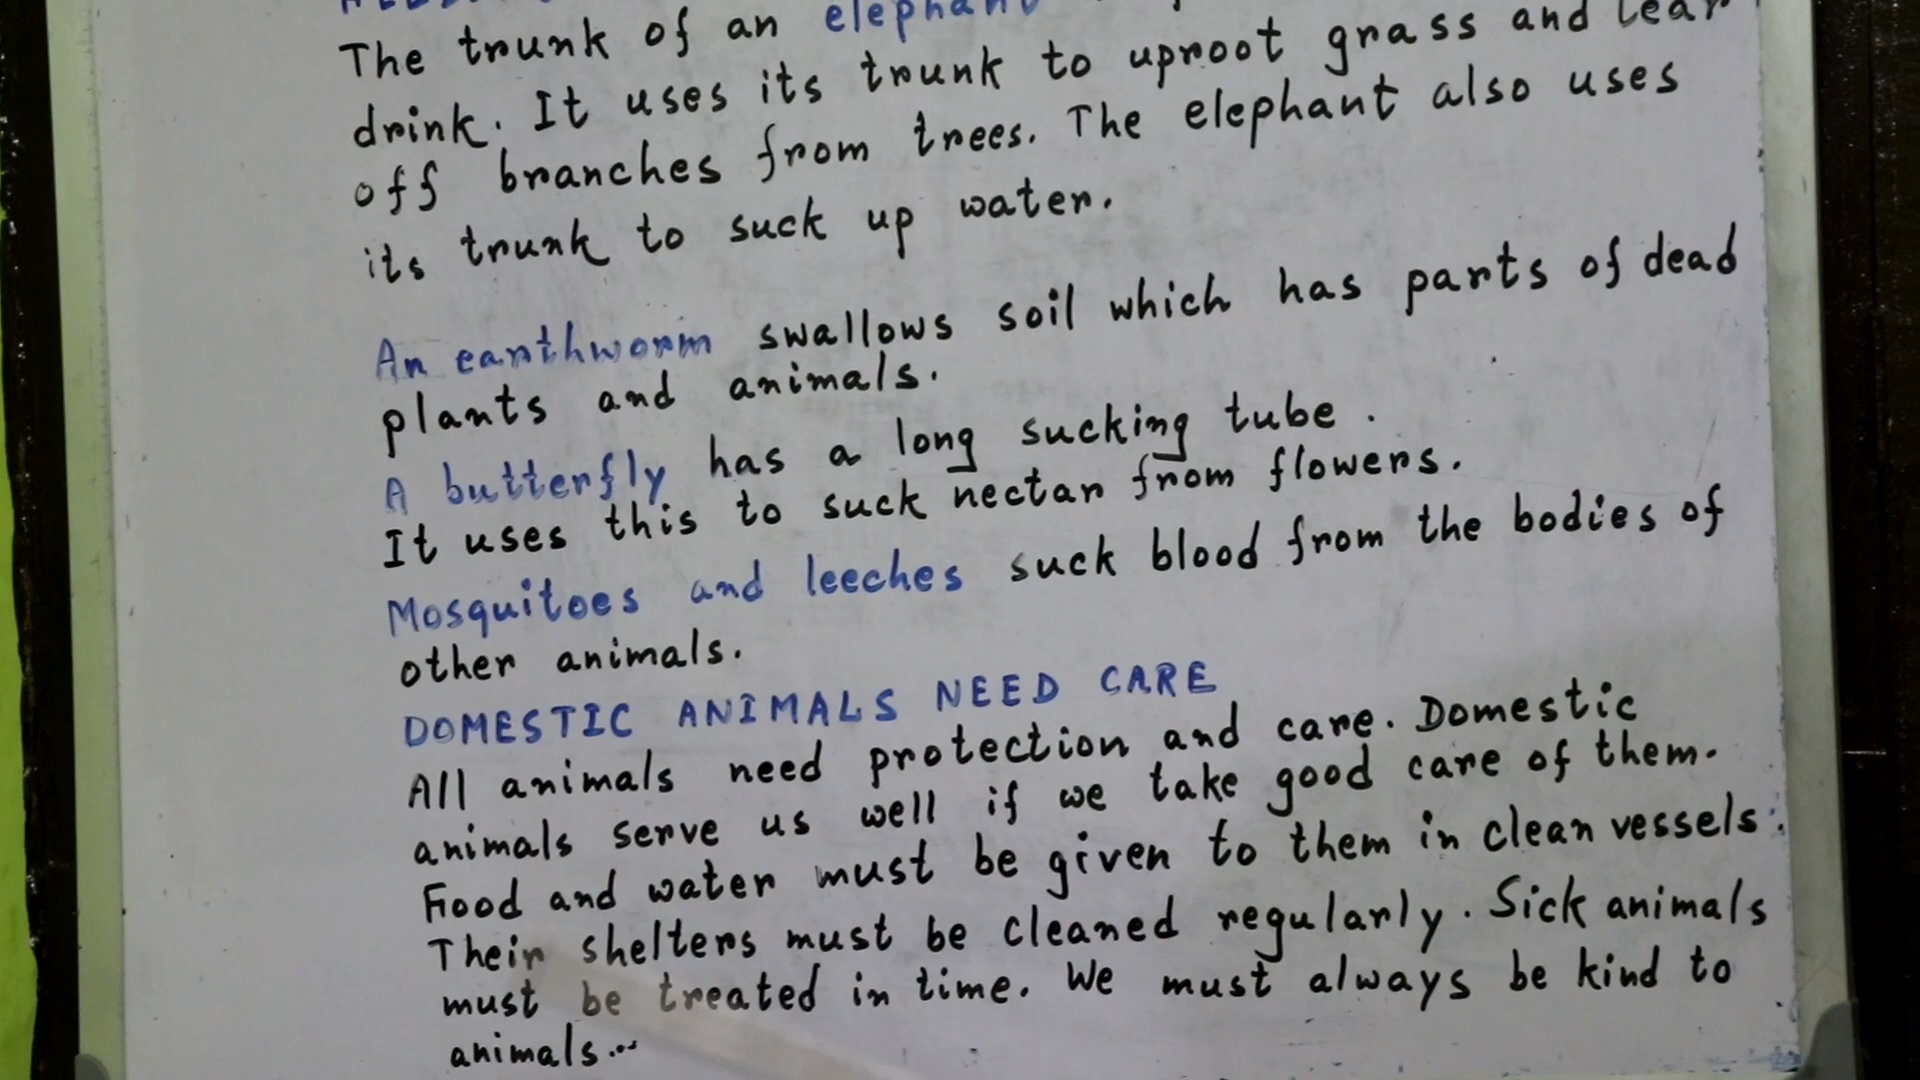 The trunk of an elephant
drink. It uses its trunk to uproot grass and tear
off branches from trees. The elephant also uses
its trunk to suck up water.
An earthworm swallows soil which has parts of dead
plants and animals.
A butterfly has a long sucking tube.
It uses this to suck nectar from flowers.
Mosquitoes and leeches suck blood from the bodies of
other animals.
DOMESTIC ANIMALS NEED CARE
All animals need protection and care. Domestic
animals serve us well if we take good care of them.
Food and water must be given to them in clean vessels.
Their shelters must be cleaned regularly. Sick animals
must be treated in time. We must always be kind to
animals...